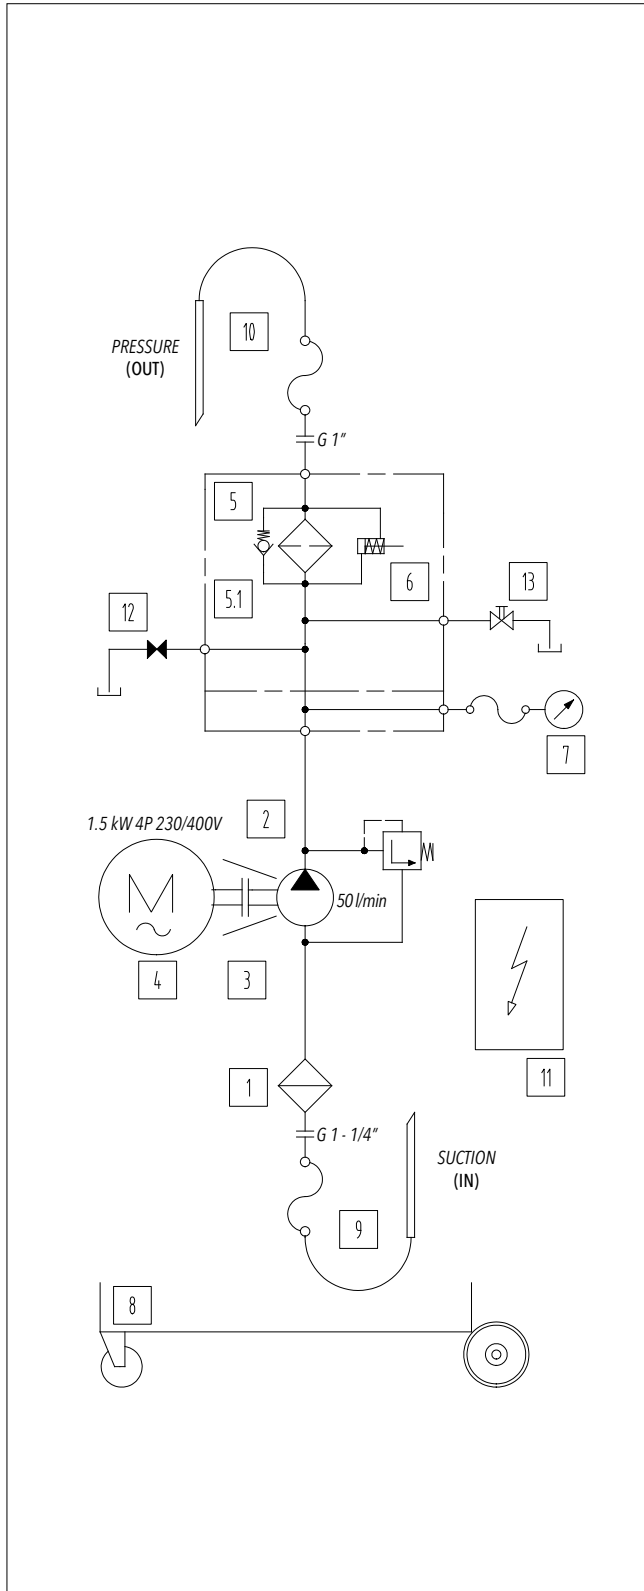 10
PRESSURE
(OUT)
G 1"
5
5.1
6
13
12
7
2
1.5 kW 4P 230/400V
M
50 l/min
4
3
11
1
G 1 - 1/4"
SUCTION
(IN)
9
8